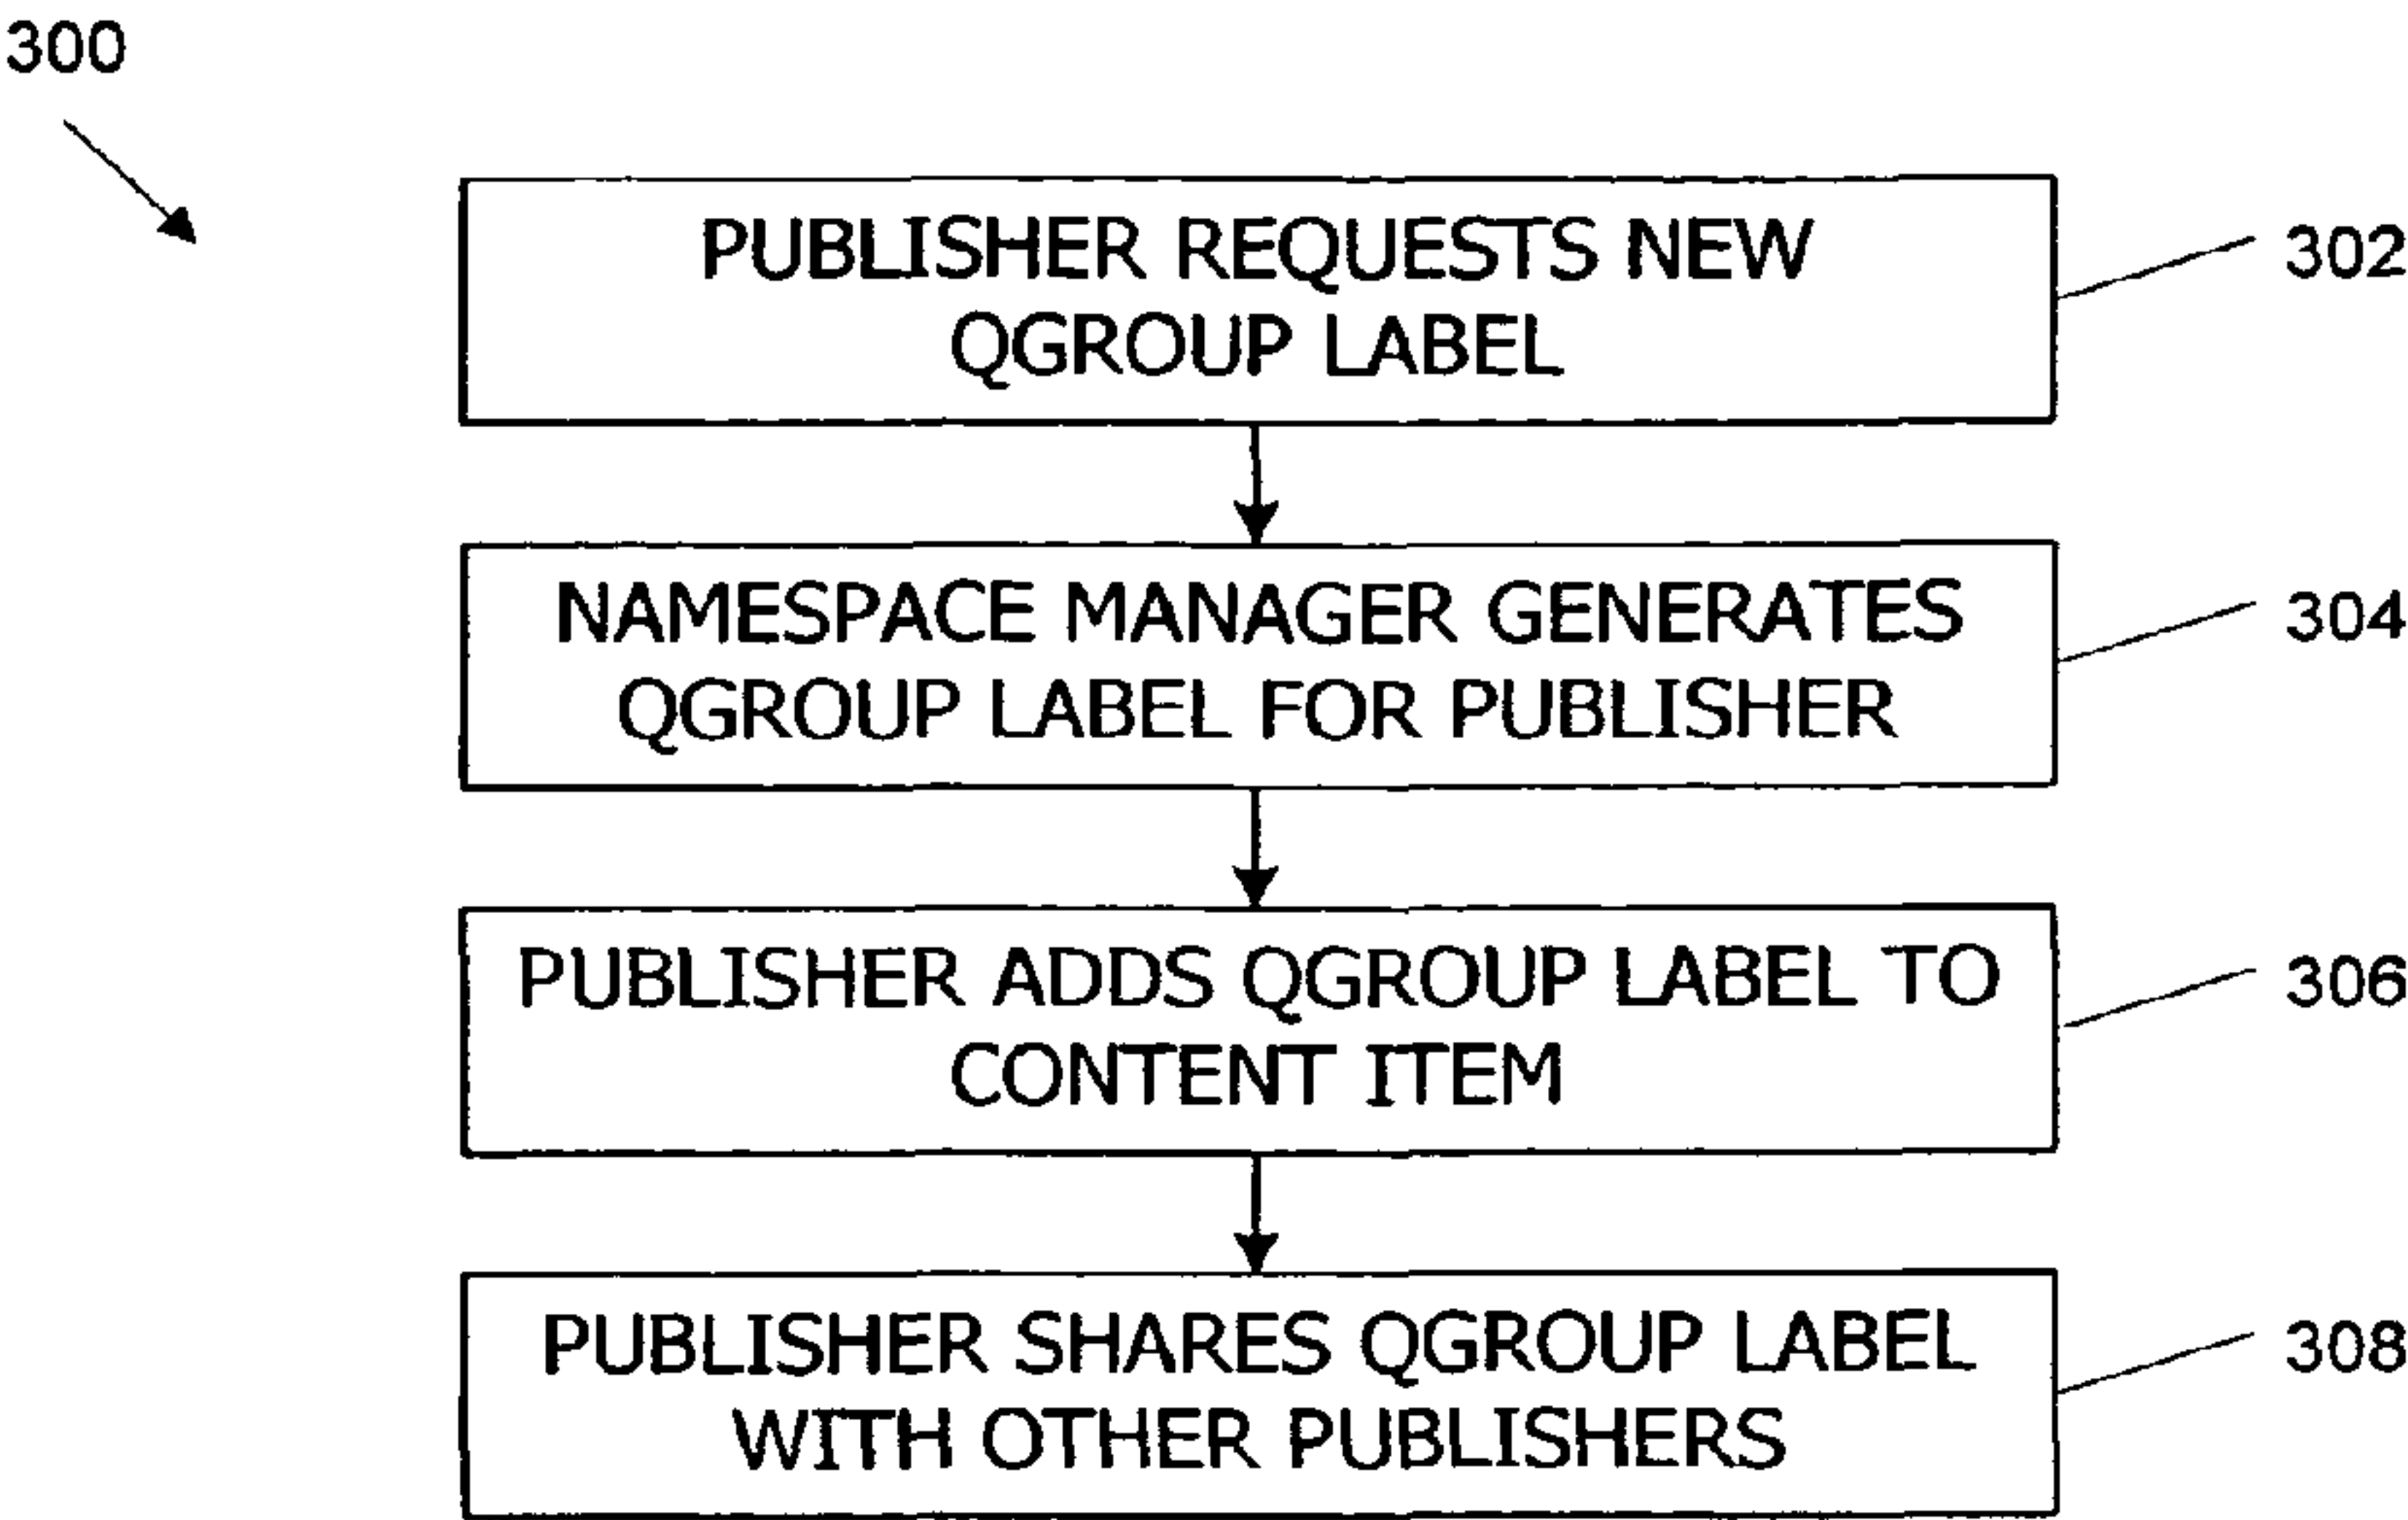 300
PUBLISHER REQUESTS NEW
QGROUP LABEL
302
NAMESPACE MANAGER GENERATES
QGROUP LABEL FOR PUBLISHER
304
PUBLISHER ADDS QGROUP LABEL TO
CONTENT ITEM
306
PUBLISHER SHARES QGROUP LABEL
WITH OTHER PUBLISHERS
308